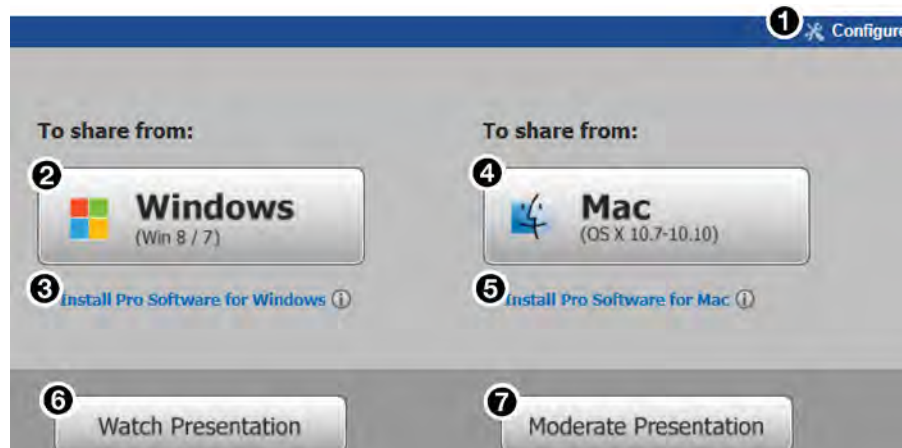 1 Configure
To share from:
To share from:
2
Windows
(Win 8 / 7)
4
Mac
(OS X 10.7-10.10)
3 Install Pro Software for Windows i
5 Install Pro Software for Mac i
6
Watch Presentation
7
Moderate Presentation